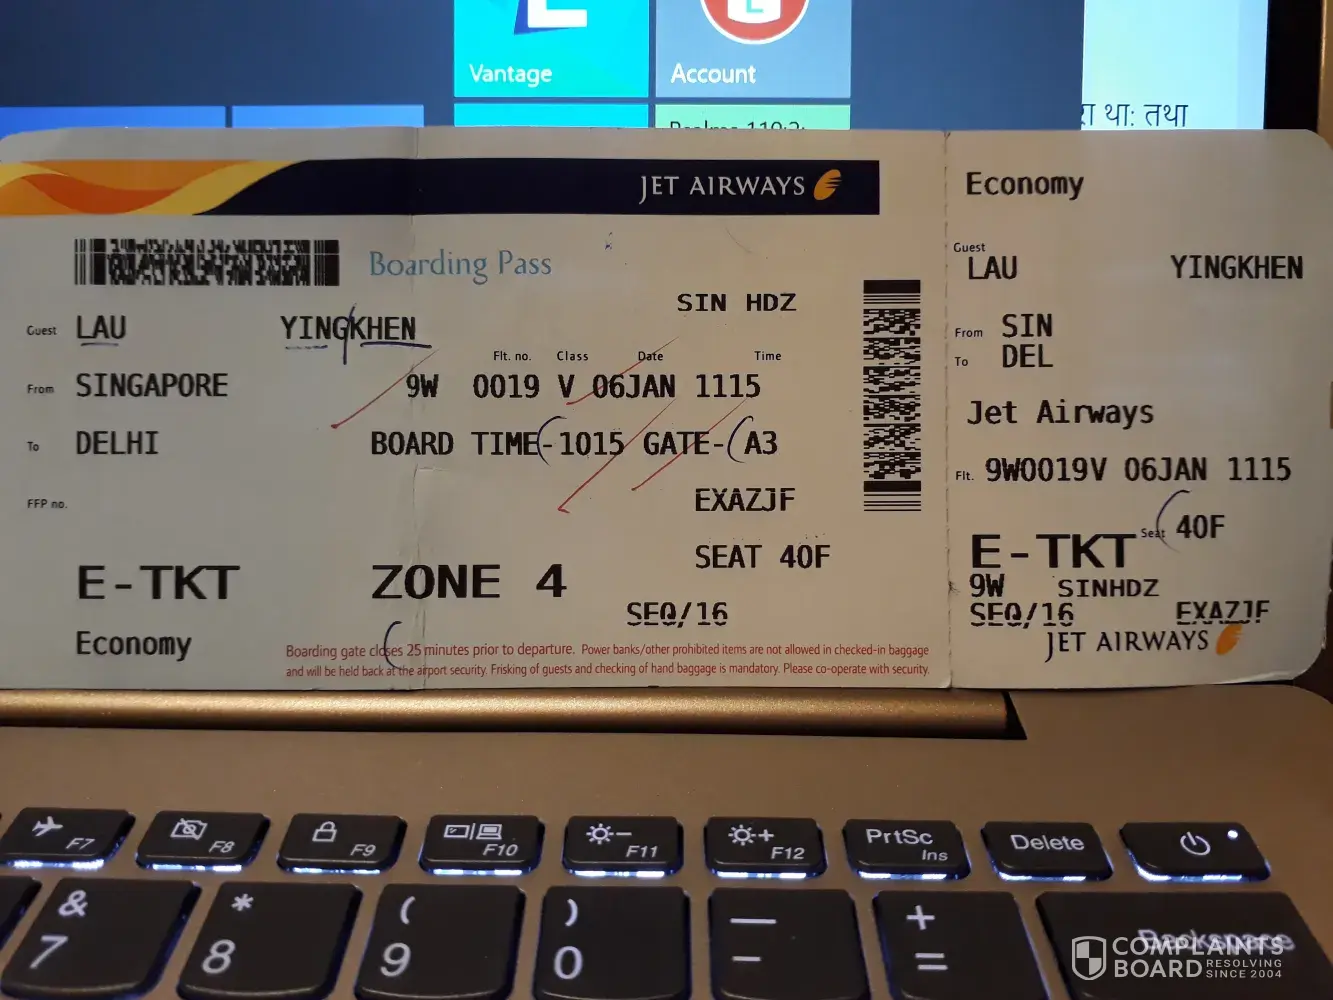 Vantage
Account
रा था: तथा
JET AIRWAYS
Boarding Pass
SIN HDZ
Guest LAU YINGKHEN
Flt. no. Class Date Time
From SINGAPORE 9W 0019 V 06JAN 1115
To DELHI BOARD TIME-1015 GATE-A3
FFP no. EXAZJF
SEAT 40F
E-TKT ZONE 4
SEQ/16
Economy
Boarding gate closes 25 minutes prior to departure. Power banks/other prohibited items are not allowed in checked-in baggage
and will be held back at the airport security. Frisking of guests and checking of hand baggage is mandatory. Please co-operate with security.
Economy
Guest
LAU YINGKHEN
From SIN
To DEL
Jet Airways
Flt. 9W0019V 06JAN 1115
Seat 40F
E-TKT
9W SINHDZ
SEQ/16 EXAZJF
JET AIRWAYS
F7 F8 F9 F10 F11 F12 PrtSc Ins Delete
& * ( ) — +
7 8 9 0 - =
Backspace
COMPLAINTS
BOARD RESOLVING
SINCE 2004